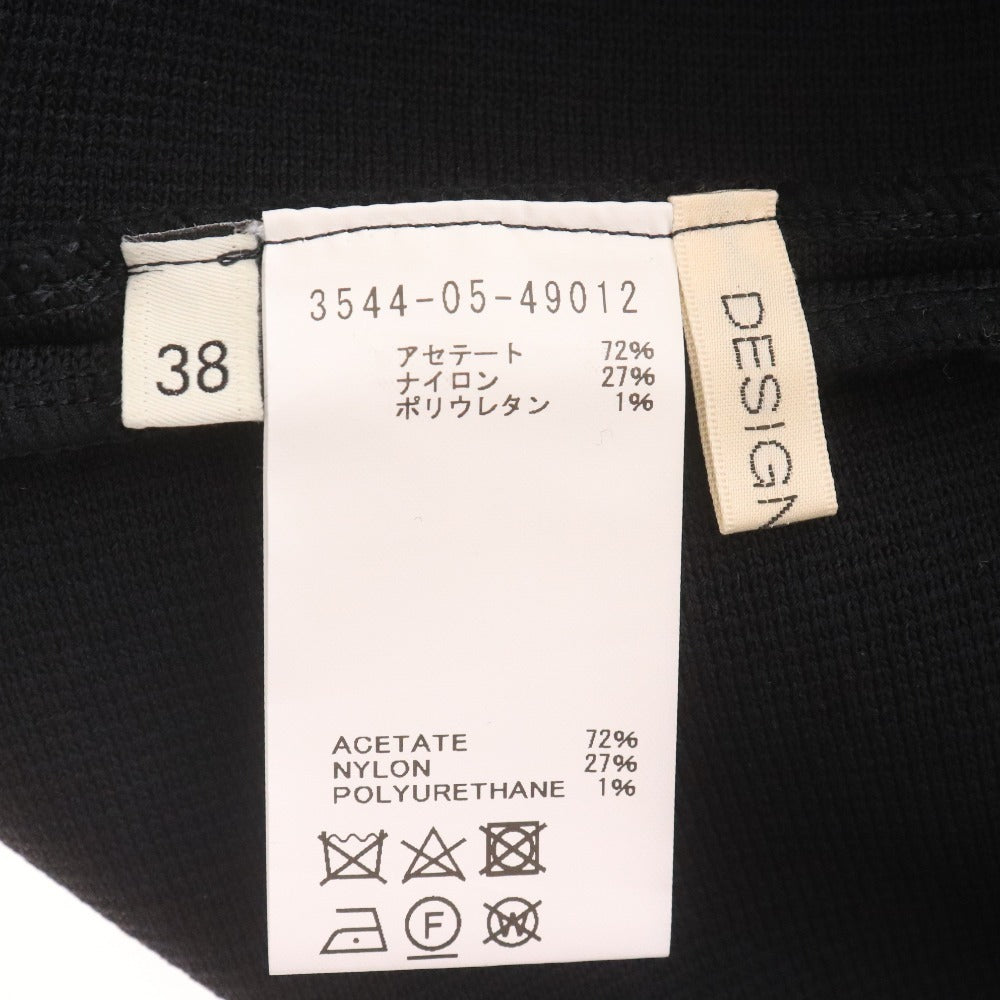 38
3544-05-49012
アセテート 72%
ナイロン 27%
ポリウレタン 1%
ACETATE 72%
NYLON 27%
POLYURETHANE 1%
F
W
DESIGN